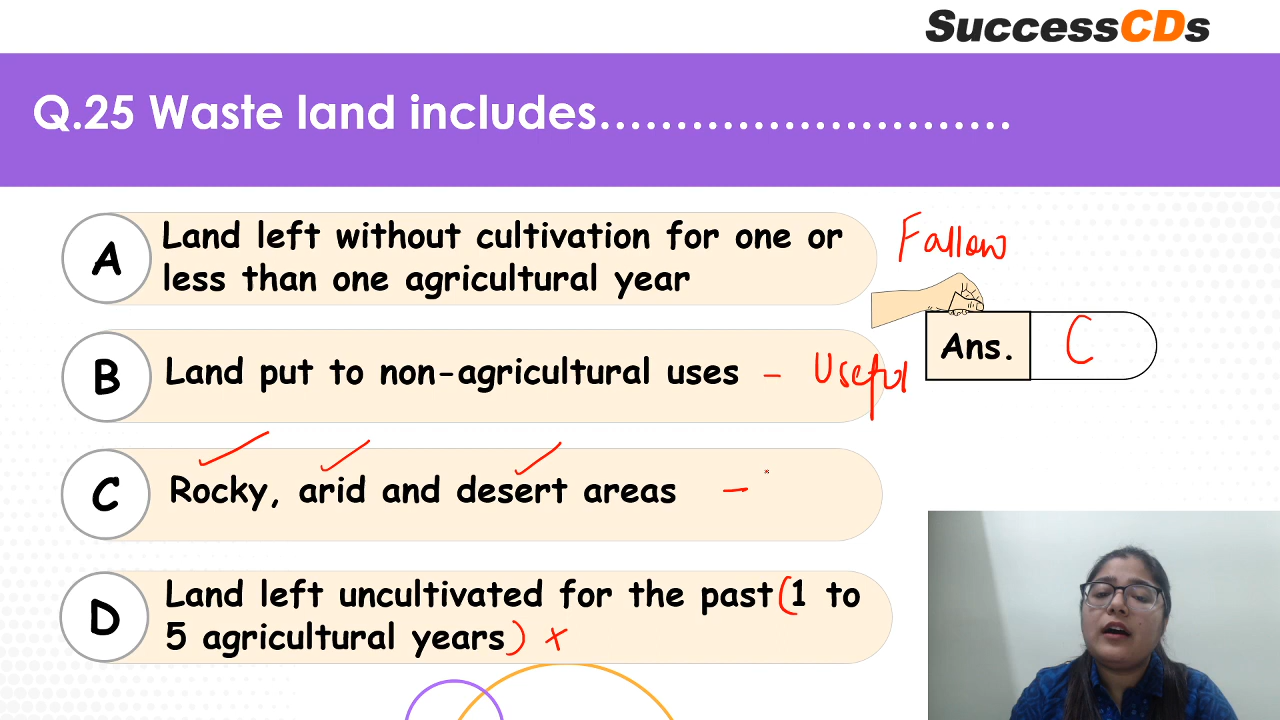 SuccessCDs
Q.25 Waste land includes...........................
A
Land left without cultivation for one or
less than one agricultural year
Fallow
Ans. C
B
Land put to non-agricultural uses - Useful
C
Rocky, arid and desert areas -
D
Land left uncultivated for the past (1 to
5 agricultural years) x